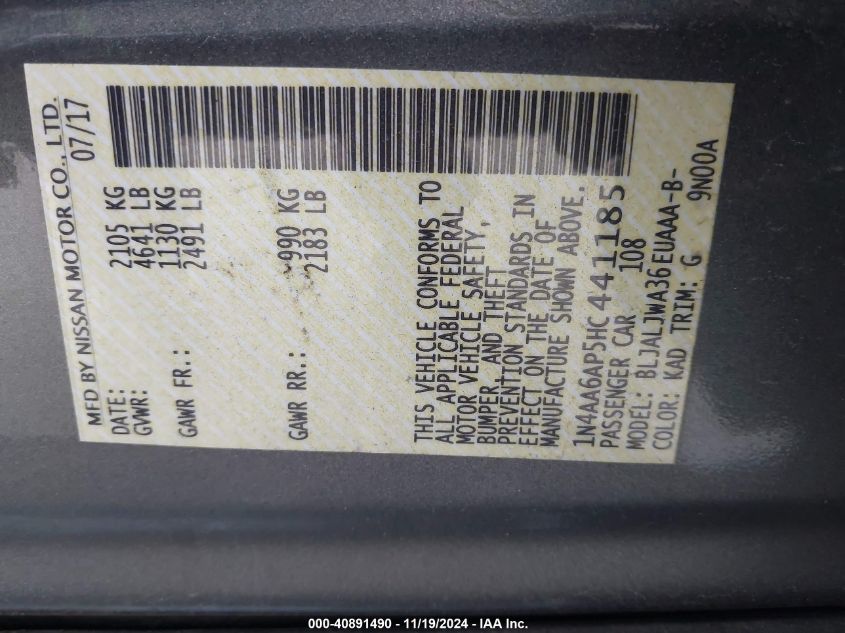 MFD BY NISSAN MOTOR CO., LTD.
DATE: 07/17
GVWR: 2105 KG
4641 LB
GAWR FR.: 1130 KG
2491 LB
GAWR RR.: 990 KG
2183 LB
THIS VEHICLE CONFORMS TO
ALL APPLICABLE FEDERAL
MOTOR VEHICLE SAFETY,
BUMPER, AND THEFT
PREVENTION STANDARDS IN
EFFECT ON THE DATE OF
MANUFACTURE SHOWN ABOVE.
1N4AA6AP5HC441185
PASSENGER CAR 108
MODEL: BLJALJWA36EUAAA-B-
COLOR: KAD TRIM: G 9N00A
000-40891490 - 11/19/2024 - IAA Inc.